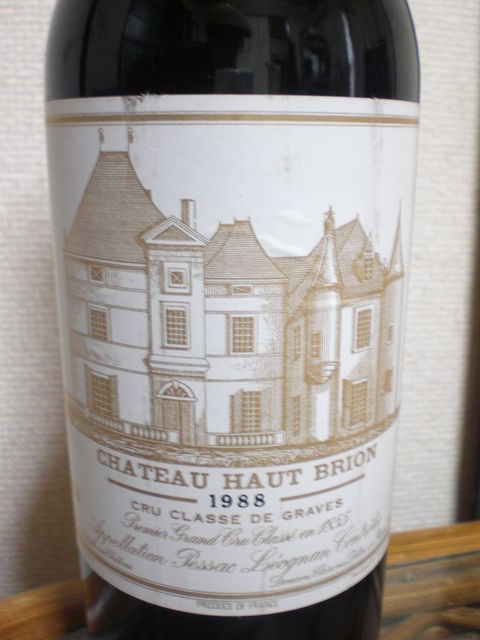 CHATEAU HAUT BRION
1988
CRU CLASSE DE GRAVES
Premier Grand Cru Classé en 1855
Appellation Pessac Léognan Contrôlée
PRODUCE OF FRANCE